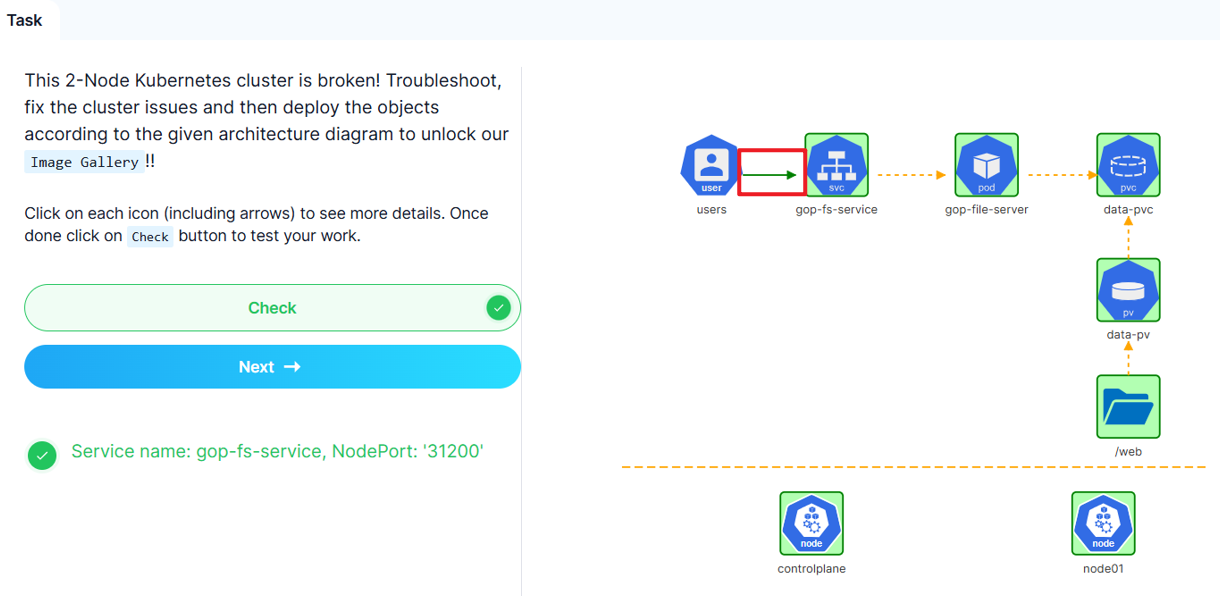 Task
This 2-Node Kubernetes cluster is broken! Troubleshoot,
fix the cluster issues and then deploy the objects
according to the given architecture diagram to unlock our
Image Gallery !!
Click on each icon (including arrows) to see more details. Once
done click on Check button to test your work.
Check
Next →
Service name: gop-fs-service, NodePort: '31200'
user
users
svc
gop-fs-service
pod
gop-file-server
pvc
data-pvc
pv
data-pv
/web
node
controlplane
node
node01